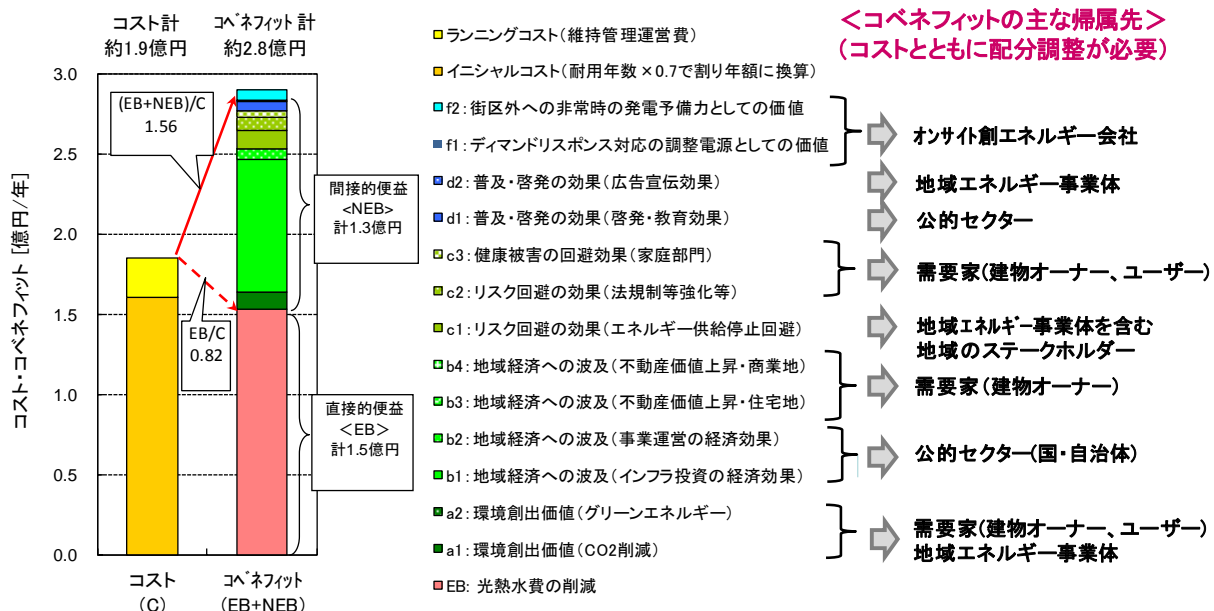 コスト計
約1.9億円
コベネフィット 計
約2.8億円
コスト・コベネフィット [億円/年]
3.0
2.5
2.0
1.5
1.0
0.5
0.0
(EB+NEB)/C
1.56
EB/C
0.82
間接的便益
<NEB>
計1.3億円
直接的便益
＜EB＞
計1.5億円
コスト
(C)
コベネフィット
(EB+NEB)
ランニングコスト(維持管理運営費)
イニシャルコスト(耐用年数×0.7で割り年額に換算)
f2: 街区外への非常時の発電予備力としての価値
f1: ディマンドリスポンス対応の調整電源としての価値
d2: 普及・啓発の効果(広告宣伝効果)
d1: 普及・啓発の効果(啓発・教育効果)
c3: 健康被害の回避効果(家庭部門)
c2: リスク回避の効果(法規制等強化等)
c1: リスク回避の効果(エネルギー供給停止回避)
b4: 地域経済への波及(不動産価値上昇・商業地)
b3: 地域経済への波及(不動産価値上昇・住宅地)
b2: 地域経済への波及(事業運営の経済効果)
b1: 地域経済への波及(インフラ投資の経済効果)
a2: 環境創出価値(グリーンエネルギー)
a1: 環境創出価値(CO2削減)
EB: 光熱水費の削減
＜コベネフィットの主な帰属先＞
(コストとともに配分調整が必要)
オンサイト創エネルギー会社
地域エネルギー事業体
公的セクター
需要家(建物オーナー、ユーザー)
地域エネルギー事業体を含む
地域のステークホルダー
需要家(建物オーナー)
公的セクター(国・自治体)
需要家(建物オーナー、ユーザー)
地域エネルギー事業体